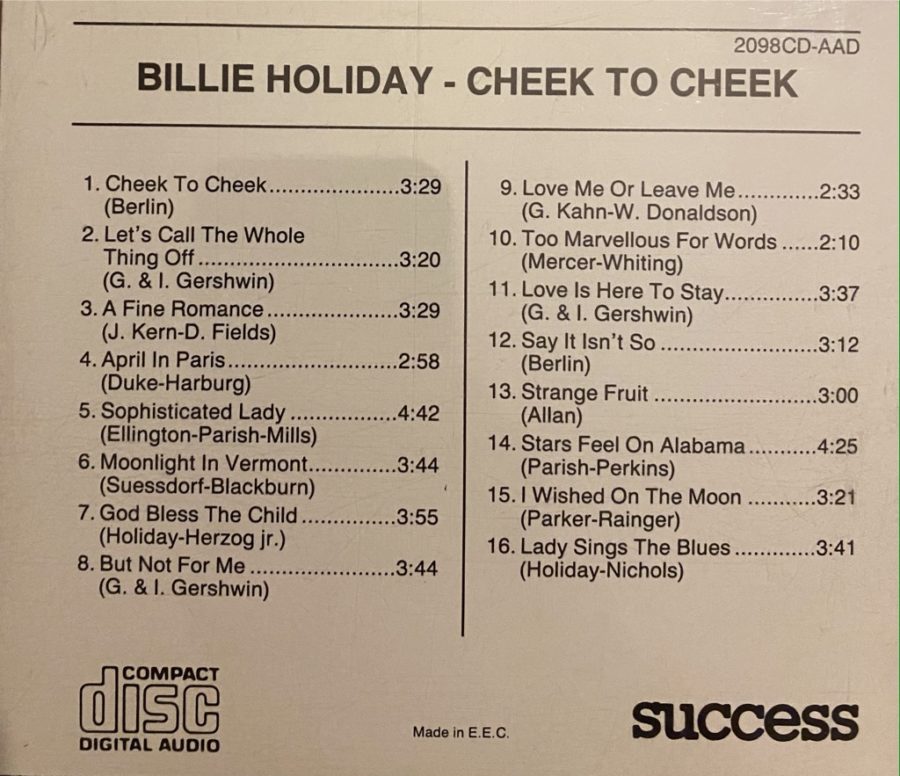 2098CD-AAD
BILLIE HOLIDAY - CHEEK TO CHEEK
1. Cheek To Cheek.....................3:29
(Berlin)
2. Let's Call The Whole
Thing Off.................................3:20
(G. & I. Gershwin)
3. A Fine Romance.....................3:29
(J. Kern-D. Fields)
4. April In Paris............................2:58
(Duke-Harburg)
5. Sophisticated Lady.................4:42
(Ellington-Parish-Mills)
6. Moonlight In Vermont..............3:44
(Suessdorf-Blackburn)
7. God Bless The Child...............3:55
(Holiday-Herzog jr.)
8. But Not For Me........................3:44
(G. & I. Gershwin)
9. Love Me Or Leave Me.............2:33
(G. Kahn-W. Donaldson)
10. Too Marvellous For Words......2:10
(Mercer-Whiting)
11. Love Is Here To Stay...............3:37
(G. & I. Gershwin)
12. Say It Isn't So..........................3:12
(Berlin)
13. Strange Fruit...........................3:00
(Allan)
14. Stars Feel On Alabama...........4:25
(Parish-Perkins)
15. I Wished On The Moon...........3:21
(Parker-Rainger)
16. Lady Sings The Blues.............3:41
(Holiday-Nichols)
COMPACT
disc
DIGITAL AUDIO
Made in E.E.C.
success